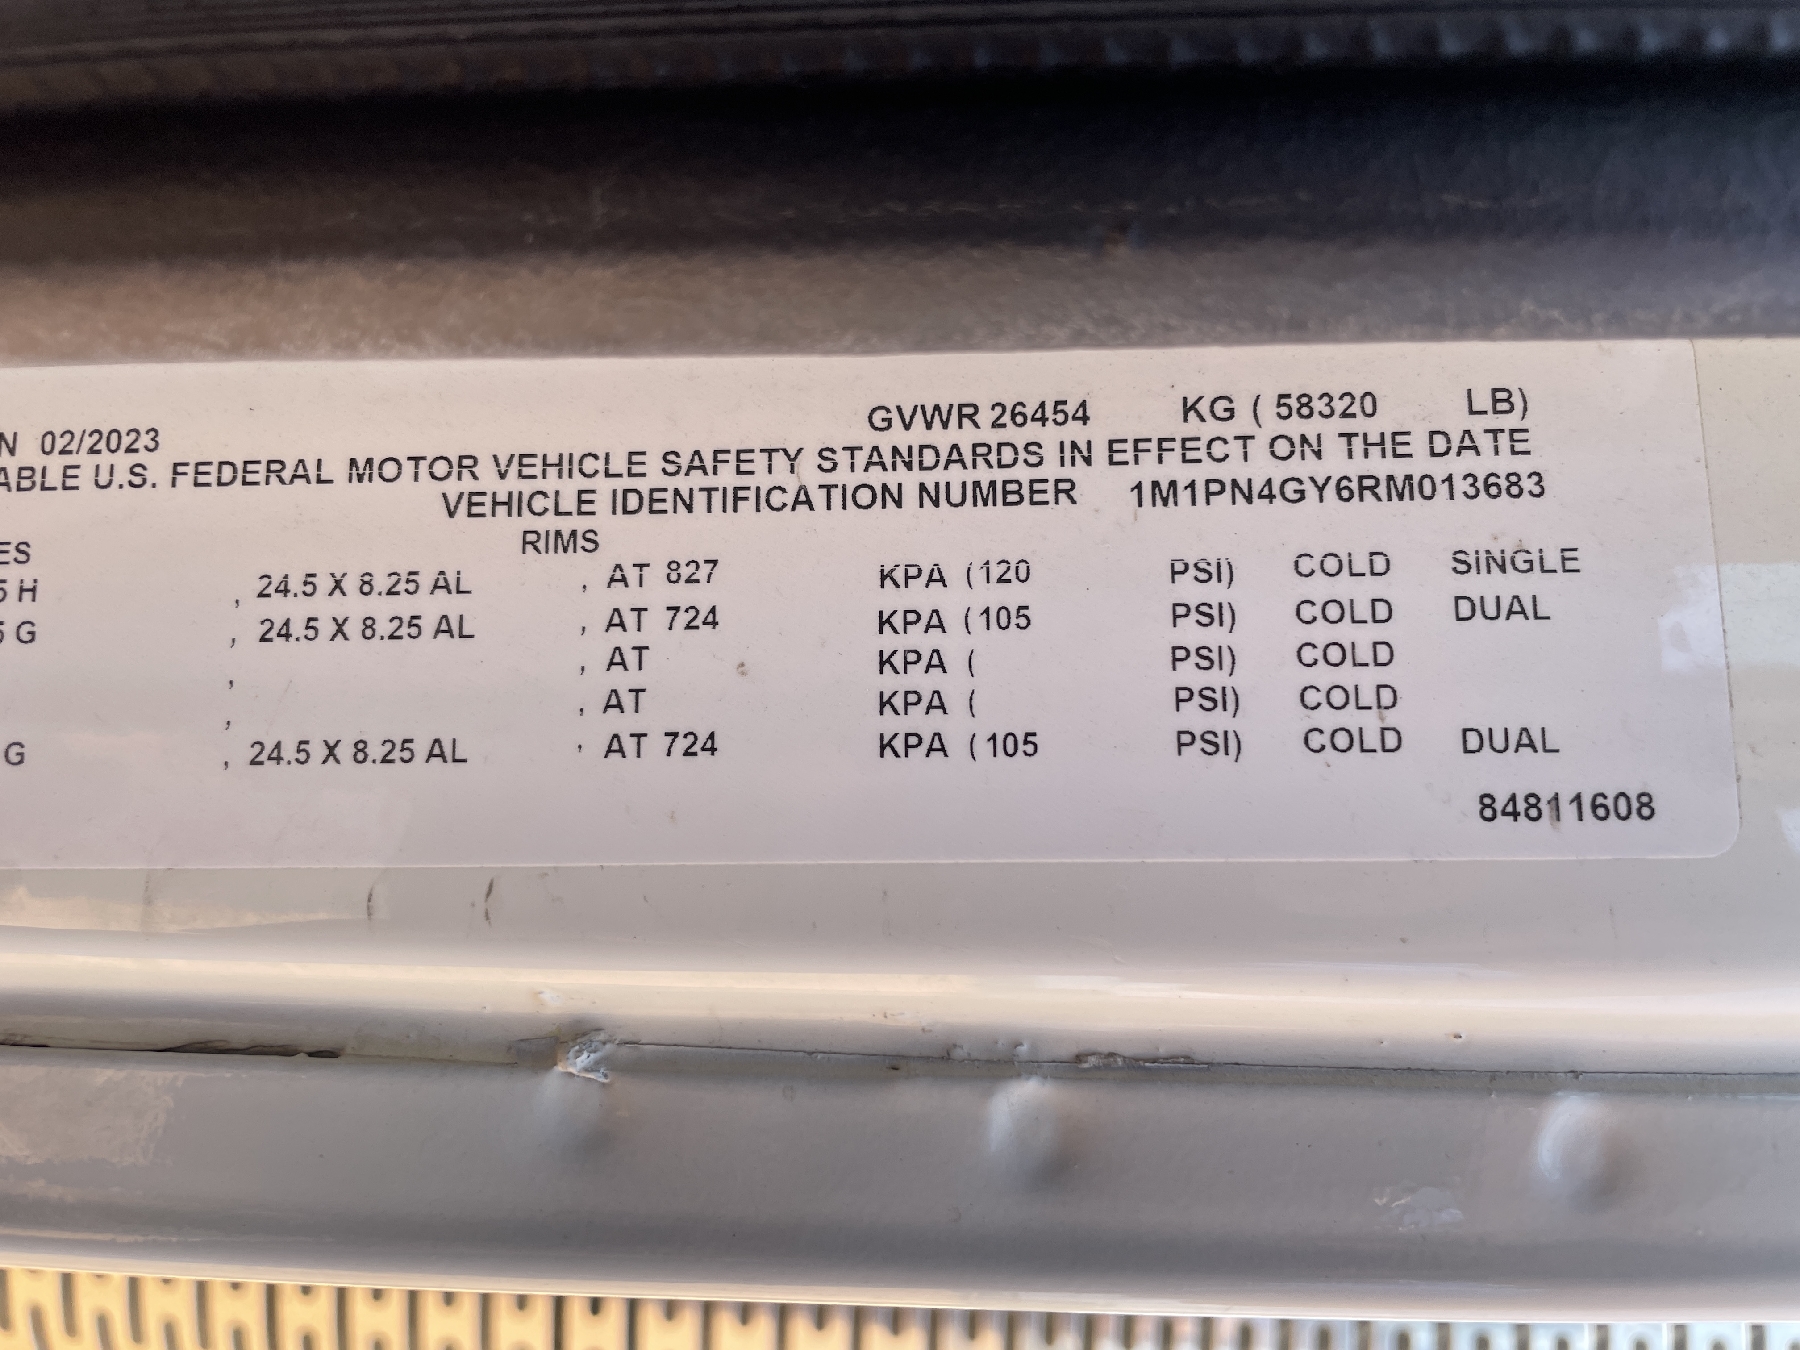 GVWR 26454 KG ( 58320 LB)
N 02/2023
ABLE U.S. FEDERAL MOTOR VEHICLE SAFETY STANDARDS IN EFFECT ON THE DATE
VEHICLE IDENTIFICATION NUMBER 1M1PN4GY6RM013683
ES RIMS
5 H , 24.5 X 8.25 AL , AT 827 KPA (120 PSI) COLD SINGLE
5 G , 24.5 X 8.25 AL , AT 724 KPA (105 PSI) COLD DUAL
, , AT KPA ( PSI) COLD
, , AT KPA ( PSI) COLD
G , 24.5 X 8.25 AL , AT 724 KPA (105 PSI) COLD DUAL
84811608